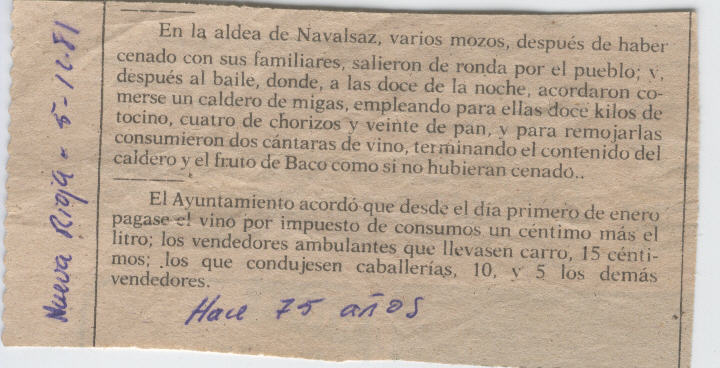 Nueva Rioja - 5-12-81
En la aldea de Navalsaz, varios mozos, después de haber
cenado con sus familiares, salieron de ronda por el pueblo; y,
después al baile, donde, a las doce de la noche, acordaron co-
merse un caldero de migas, empleando para ellas doce kilos de
tocino, cuatro de chorizos y veinte de pan, y para remojarlas
consumieron dos cántaras de vino, terminando el contenido del
caldero y el fruto de Baco como si no hubieran cenado..
El Ayuntamiento acordó que desde el día primero de enero
pagase el vino por impuesto de consumos un céntimo más el
litro; los vendedores ambulantes que llevasen carro, 15 cénti-
mos; los que condujesen caballerías, 10, y 5 los demás
vendedores.
Hace 75 años